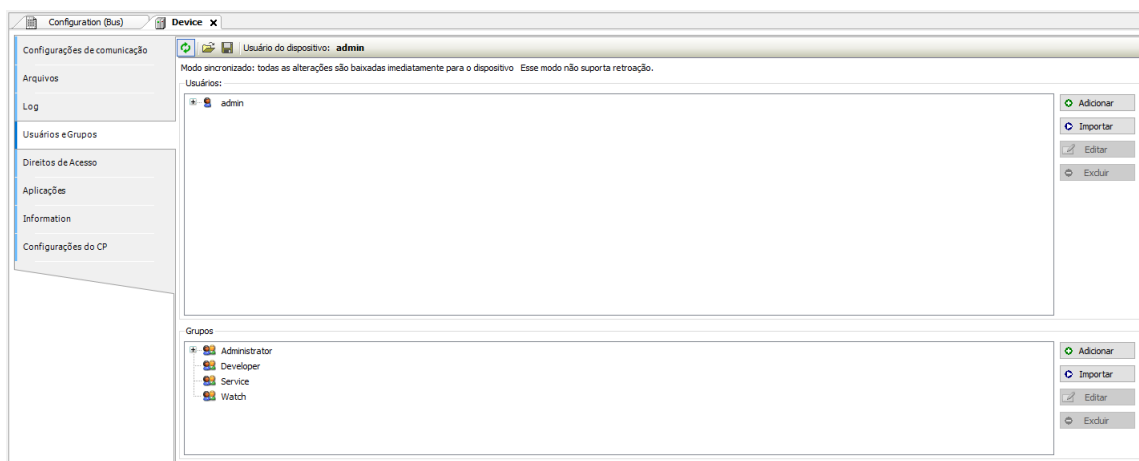 Configuration (Bus)
Device X
Configurações de comunicação
Arquivos
Log
Usuários e Grupos
Direitos de Acesso
Aplicações
Information
Configurações do CP
Usuário do dispositivo: admin
Modo sincronizado: todas as alterações são baixadas imediatamente para o dispositivo Esse modo não suporta retroação.
Usuários:
admin
Adicionar
Importar
Editar
Excluir
Grupos
Administrator
Developer
Service
Watch
Adicionar
Importar
Editar
Excluir